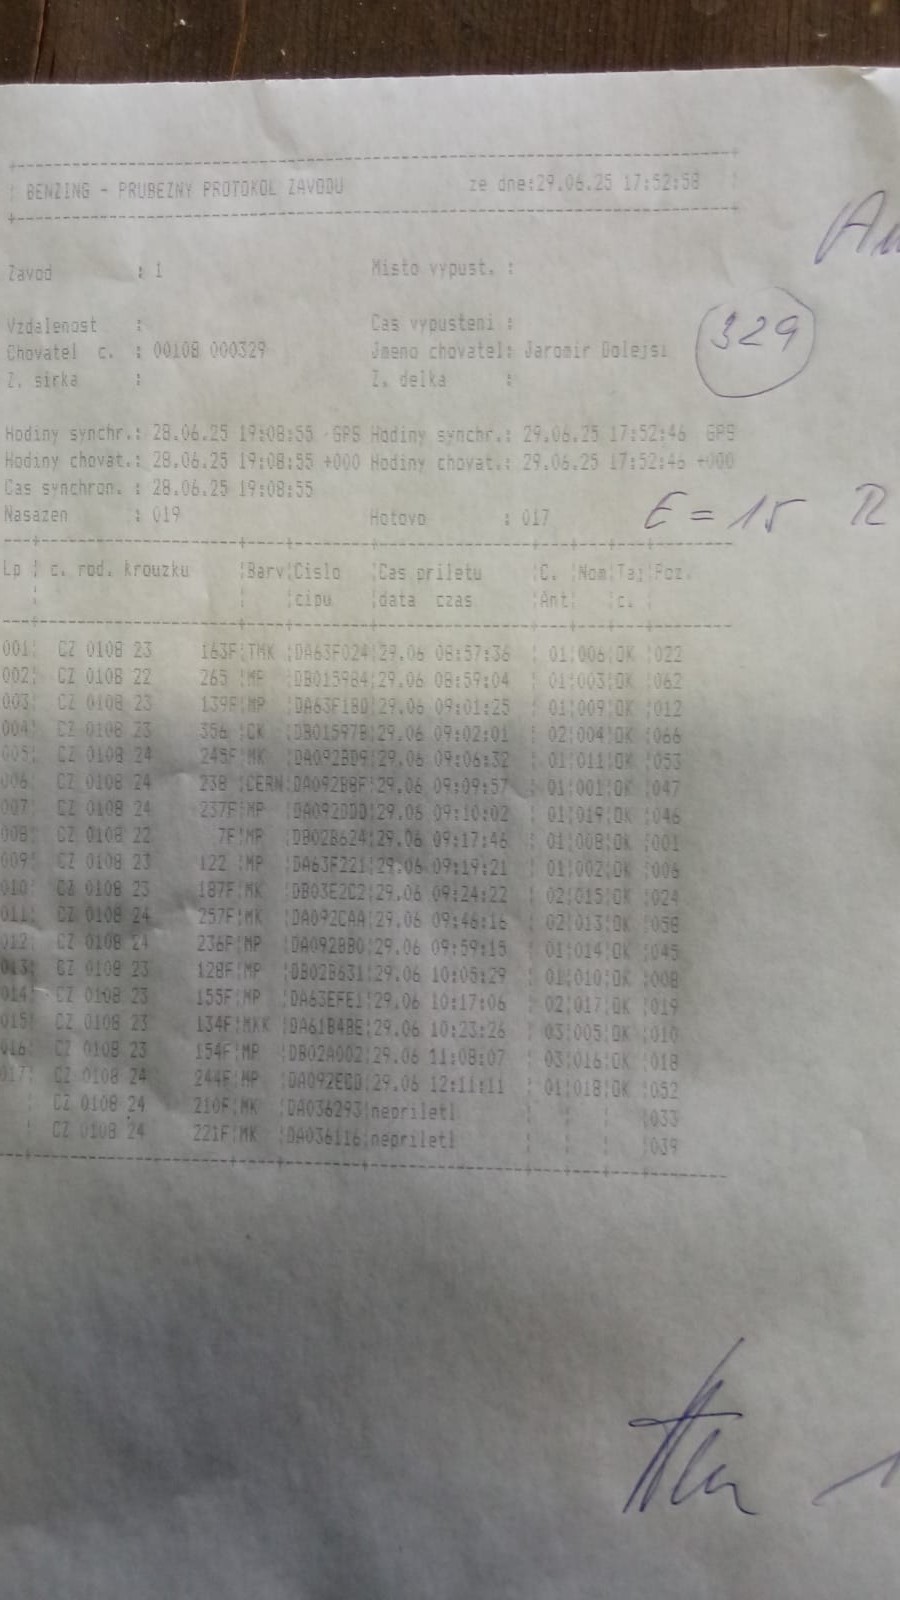 BENZING - PRUBEZNY PROTOKOL ZAVODU ze dne:29.06.25 17:52:58
Zavod : 1 Misto vypust. :
Vzdalenost : Cas vypusteni :
Chovatel c. : 00108 000329 Jmeno chovatel: Jaromir Dolejsi
329
Z. sirka : Z. delka :
Hodiny synchr.: 28.06.25 19:08:55 GPS Hodiny synchr.: 29.06.25 17:52:46 GPS
Hodiny chovat.: 28.06.25 19:08:55 +000 Hodiny chovat.: 29.06.25 17:52:46 +000
Cas synchron. : 28.06.25 19:08:55
Nasazen : 019 Hotovo : 017
E = 15 R
Lp ¦ c. rod. krouzku ¦Barv¦Cislo ¦Cas priletu ¦C. ¦Nom¦Taj¦Poz.
¦ ¦cipu ¦data czas ¦Ant¦ ¦c. ¦
001¦ CZ 0108 23 163F¦TMK ¦DA63F024¦29.06 08:57:36 ¦ 01¦006¦OK ¦022
002¦ CZ 0108 22 265 ¦MP ¦DB015984¦29.06 08:59:04 ¦ 01¦003¦OK ¦062
003¦ CZ 0108 23 139F¦MP ¦DA63F180¦29.06 09:01:25 ¦ 01¦009¦OK ¦012
004¦ CZ 0108 23 356 ¦CK ¦DB01597B¦29.06 09:02:01 ¦ 02¦004¦OK ¦066
005¦ CZ 0108 24 245F¦MK ¦DA092BD9¦29.06 09:06:32 ¦ 01¦011¦OK ¦053
006¦ CZ 0108 24 238 ¦CERN¦DA092B9F¦29.06 09:09:57 ¦ 01¦001¦OK ¦047
007¦ CZ 0108 24 237F¦MP ¦DA092DDD¦29.06 09:10:02 ¦ 01¦019¦OK ¦046
008¦ CZ 0108 22 7F¦MP ¦DB02B624¦29.06 09:17:46 ¦ 01¦008¦OK ¦001
009¦ CZ 0108 23 122 ¦MP ¦DA63F221¦29.06 09:19:21 ¦ 01¦002¦OK ¦006
010¦ CZ 0108 23 187F¦MK ¦DB03E2C2¦29.06 09:24:22 ¦ 02¦015¦OK ¦024
011¦ CZ 0108 24 257F¦MK ¦DA092CAA¦29.06 09:46:16 ¦ 02¦013¦OK ¦058
012¦ CZ 0108 24 236F¦MP ¦DA092BB0¦29.06 09:59:15 ¦ 01¦014¦OK ¦045
013¦ CZ 0108 23 128F¦MP ¦DB02B631¦29.06 10:05:29 ¦ 01¦010¦OK ¦008
014¦ CZ 0108 23 155F¦MP ¦DA63EFE1¦29.06 10:17:06 ¦ 02¦017¦OK ¦019
015¦ CZ 0108 23 134F¦MKK ¦DA61B4BE¦29.06 10:23:26 ¦ 03¦005¦OK ¦010
016¦ CZ 0108 23 154F¦MP ¦DB02A002¦29.06 11:08:07 ¦ 03¦016¦OK ¦018
017¦ CZ 0108 24 244F¦MP ¦DA092ECD¦29.06 12:11:11 ¦ 01¦018¦OK ¦052
¦ CZ 0108 24 210F¦MK ¦DA036293¦nepriletl ¦ ¦ ¦ ¦033
¦ CZ 0108 24 221F¦MK ¦DA036116¦nepriletl ¦ ¦ ¦ ¦039